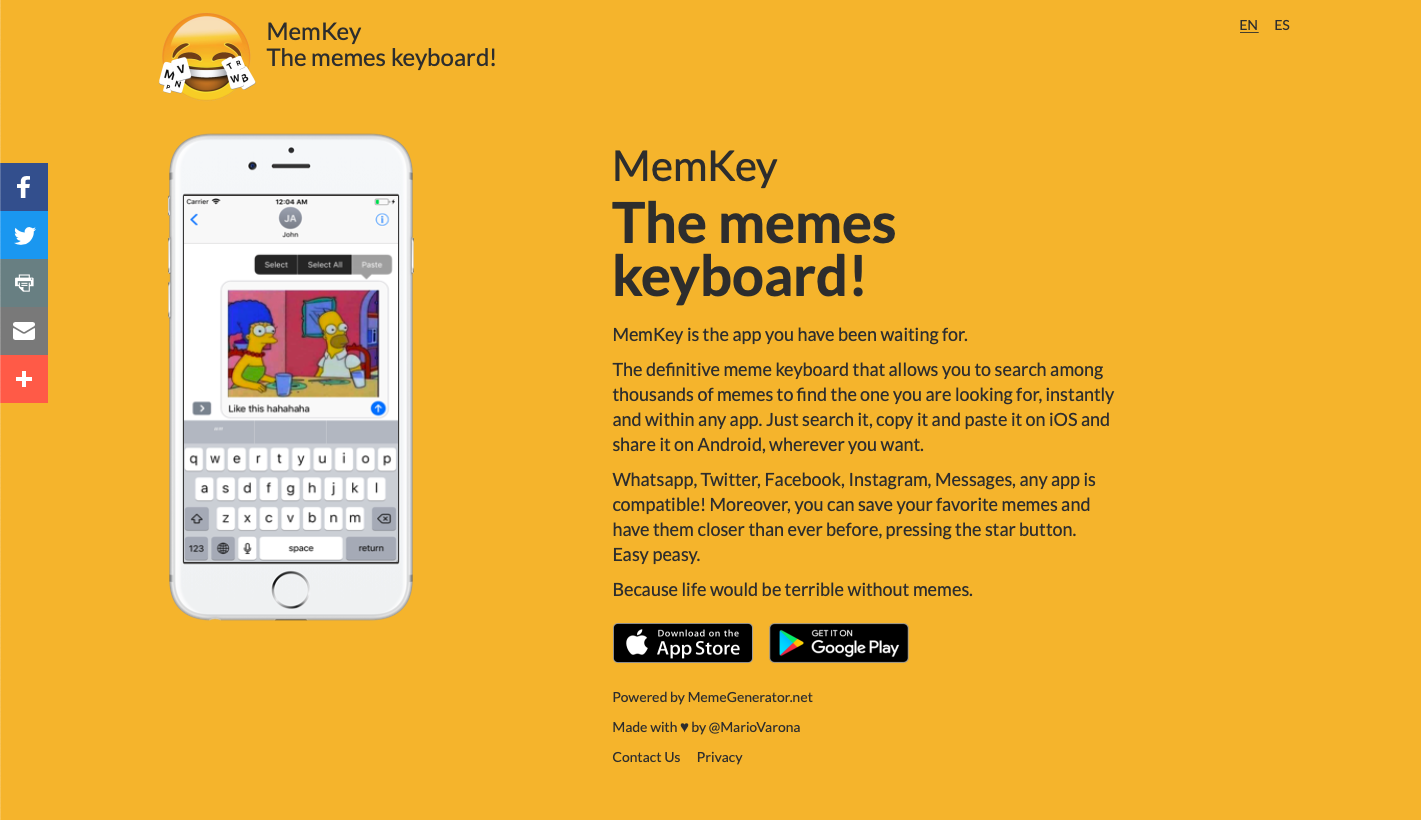 MemKey
The memes keyboard!
EN ES
MV
PN
TR
WB
Carrier
12:04 AM
JA
John
Select Select All Paste
Like this hahahaha
q w e r t y u i o p
a s d f g h j k l
z x c v b n m
123 space return
MemKey
The memes
keyboard!
MemKey is the app you have been waiting for.
The definitive meme keyboard that allows you to search among
thousands of memes to find the one you are looking for, instantly
and within any app. Just search it, copy it and paste it on iOS and
share it on Android, wherever you want.
Whatsapp, Twitter, Facebook, Instagram, Messages, any app is
compatible! Moreover, you can save your favorite memes and
have them closer than ever before, pressing the star button.
Easy peasy.
Because life would be terrible without memes.
Download on the
App Store
GET IT ON
Google Play
Powered by MemeGenerator.net
Made with ♥ by @MarioVarona
Contact Us Privacy